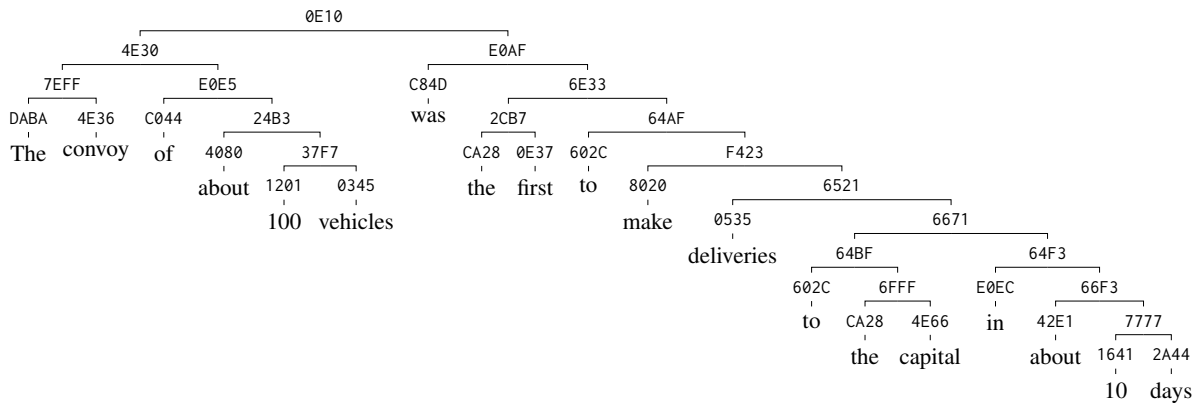 0E10
4E30 E0AF
7EFF E0E5 C84D 6E33
DABA 4E36 C044 24B3 was 2CB7 64AF
The convoy of 4080 37F7 CA28 0E37 602C F423
about 1201 0345 the first to 8020 6521
100 vehicles make 0535 6671
deliveries 64BF 64F3
602C 6FFF E0EC 66F3
to CA28 4E66 in 42E1 7777
the capital about 1641 2A44
10 days